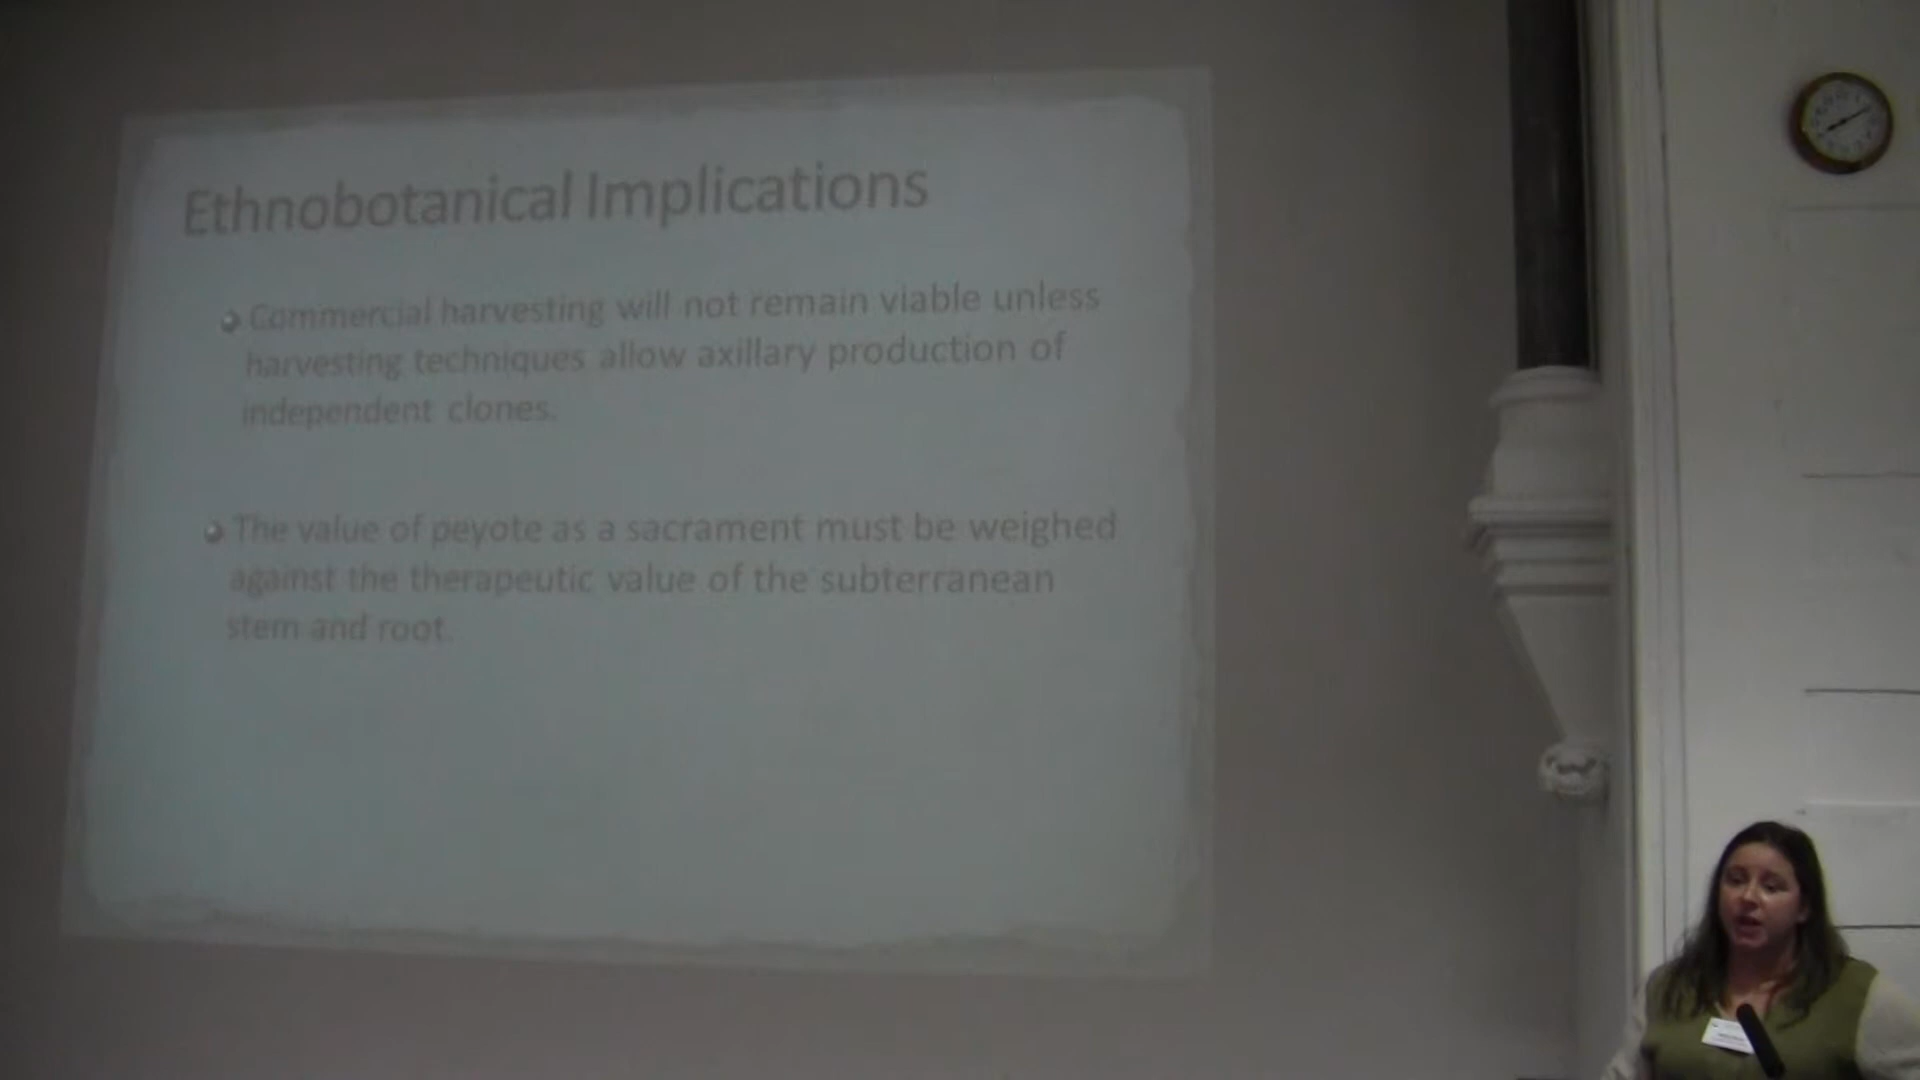 Ethnobotanical Implications
Commercial harvesting will not remain viable unless
harvesting techniques allow axillary production of
independent clones.
The value of peyote as a sacrament must be weighed
against the therapeutic value of the subterranean
stem and root.